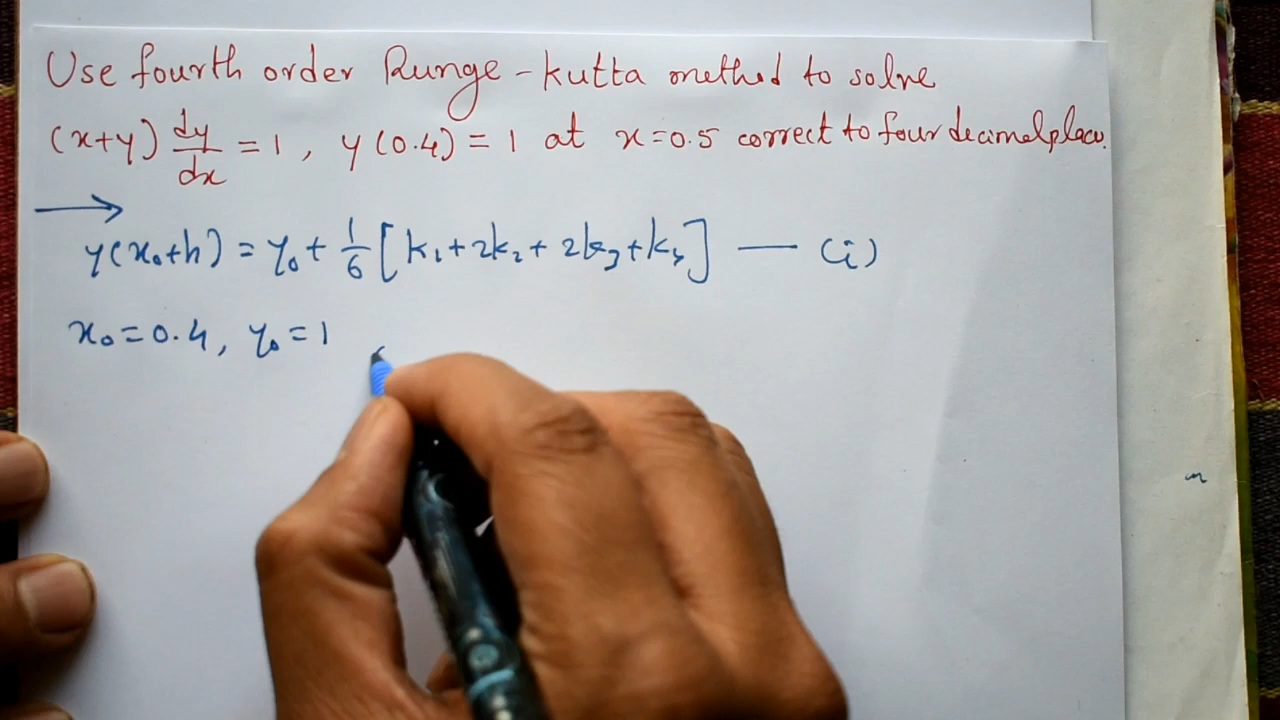 Use fourth order Runge-kutta method to solve
(x+y) dy/dx = 1, y(0.4) = 1 at x=0.5 correct to four decimal places.
y(x₀+h) = y₀ + 1/6 [k₁+2k₂+2k₃+k₄] — (i)
x₀=0.4, y₀=1